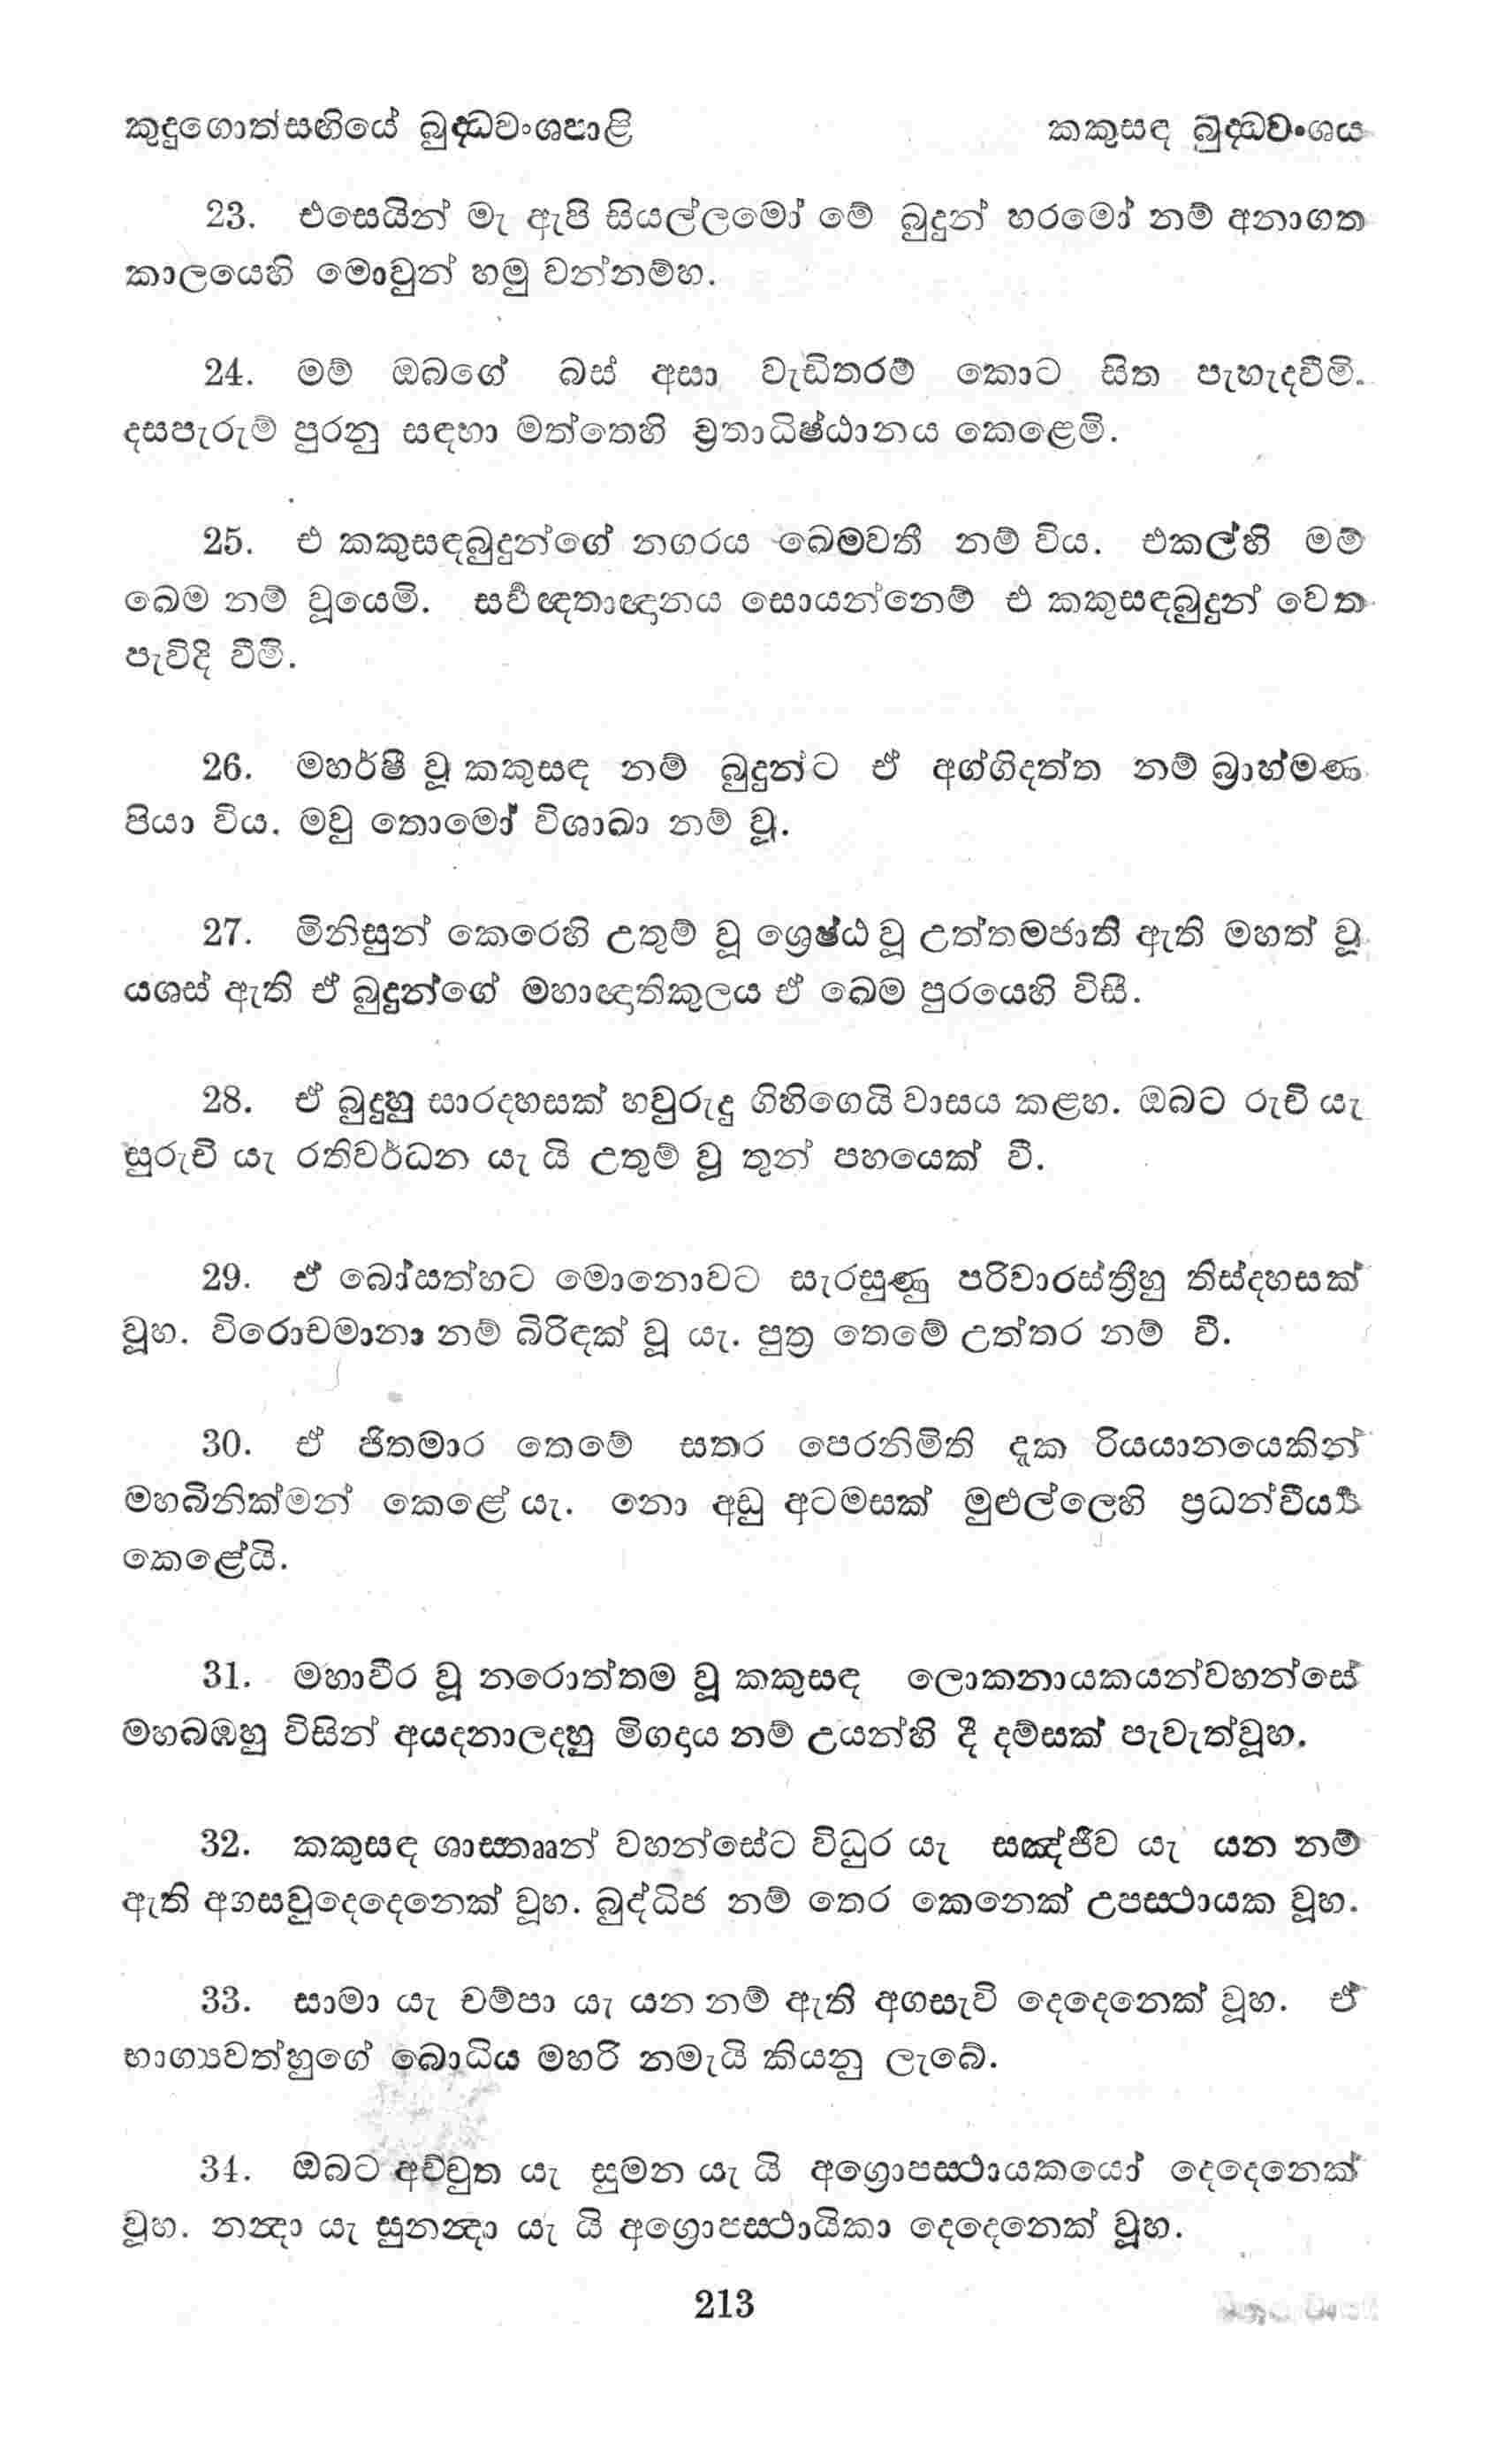 කුදුගොත්සඟියේ බුද්ධවංශපාළි
කකුසඳ බුද්ධවංශය
23. එසෙයින් මැ ඇපි සියල්ලමෝ මේ බුදුන් හරමෝ නම් අනාගත
කාලයෙහි මොවුන් හමු වන්නම්හ.
24. මම් ඔබගේ බස් අසා වැඩිතරම් කොට සිත පැහැදවීමි.
දසපැරුම් පුරනු සඳහා මත්තෙහි ව්‍රතාධිෂ්ඨානය කෙළෙමි.
25. එ කකුසඳබුදුන්ගේ නගරය ඛෙමවතී නම් විය. එකල්හි මම්
ඛෙම නම් වූයෙමි. සර්‍වඥතාඥානය සොයන්නෙම් එ කකුසඳබුදුන් වෙත
පැවිදි වීමි.
26. මහර්ෂී වූ කකුසඳ නම් බුදුන්ට ඒ අග්ගිදත්ත නම් බ්‍රාහ්මණ
පියා විය. මවු තොමෝ විශාඛා නම් වූ.
27. මිනිසුන් කෙරෙහි උතුම් වූ ශ්‍රෙෂ්ඨ වූ උත්තමජාති ඇති මහත් වූ
යශස් ඇති ඒ බුදුන්ගේ මහාඥාතිකුලය ඒ ඛෙම පුරයෙහි විසී.
28. ඒ බුදුහු සාරදහසක් හවුරුදු ගිහිගෙයි වාසය කළහ. ඔබට රුචි යැ
සුරුචි යැ රතිවර්ධන යැ යි උතුම් වූ තුන් පහයෙක් වී.
29. ඒ බෝසත්හට මොනොවට සැරසුණු පරිවාරස්ත්‍රීහු තිස්දහසක්
වූහ. විරොචමානා නම් බිරිඳක් වූ යැ. පුත්‍ර තෙමේ උත්තර නම් වී.
30. ඒ ජිතමාර තෙමේ සතර පෙරනිමිති දැක රියයානයෙකින්
මහබිනික්මන් කෙළේ යැ. නො අඩු අටමසක් මුළුල්ලෙහි ප්‍රධන්වීර්‍ය්‍ය
කෙළේයි.
31. මහාවීර වූ නරොත්තම වූ කකුසඳ ලොකනායකයන්වහන්සේ
මහබඹහු විසින් අයදනාලදහු මිගදාය නම් උයන්හි දී දම්සක් පැවැත්වූහ.
32. කකුසඳ ශාස්තෲන් වහන්සේට විධුර යැ සඤ්ජීව යැ යන නම්
ඇති අගසවුදෙදෙනෙක් වූහ. බුද්ධිජ නම් තෙර කෙනෙක් උපස්ථායක වූහ.
33. සාමා යැ චම්පා යැ යන නම් ඇති අගසැවි දෙදෙනෙක් වූහ. ඒ
භාග්‍යවත්හුගේ බොධිය මහරි නමැයි කියනු ලැබේ.
34. ඔබට අච්චුත යැ සුමන යැ යි අග්‍රොපස්ථායකයෝ දෙදෙනෙක්
වූහ. නන්‍දා යැ සුනන්‍දා යැ යි අග්‍රොපස්ථායිකා දෙදෙනෙක් වූහ.
213